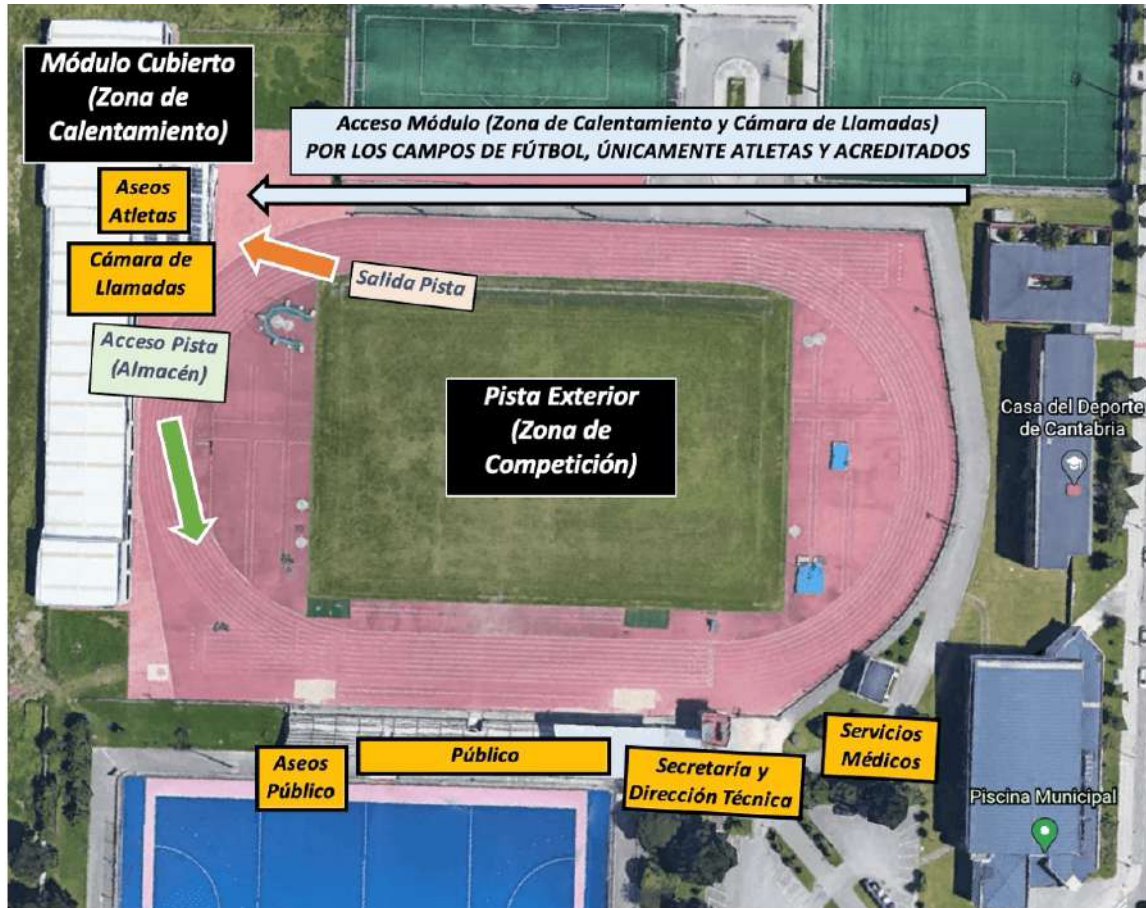 Módulo Cubierto
(Zona de
Calentamiento)
Acceso Módulo (Zona de Calentamiento y Cámara de Llamadas)
POR LOS CAMPOS DE FÚTBOL, ÚNICAMENTE ATLETAS Y ACREDITADOS
Aseos
Atletas
Cámara de
Llamadas
Salida Pista
Acceso Pista
(Almacén)
Pista Exterior
(Zona de
Competición)
Casa del Deporte
de Cantabria
Aseos
Público
Público
Secretaría y
Dirección Técnica
Servicios
Médicos
Piscina Municipal